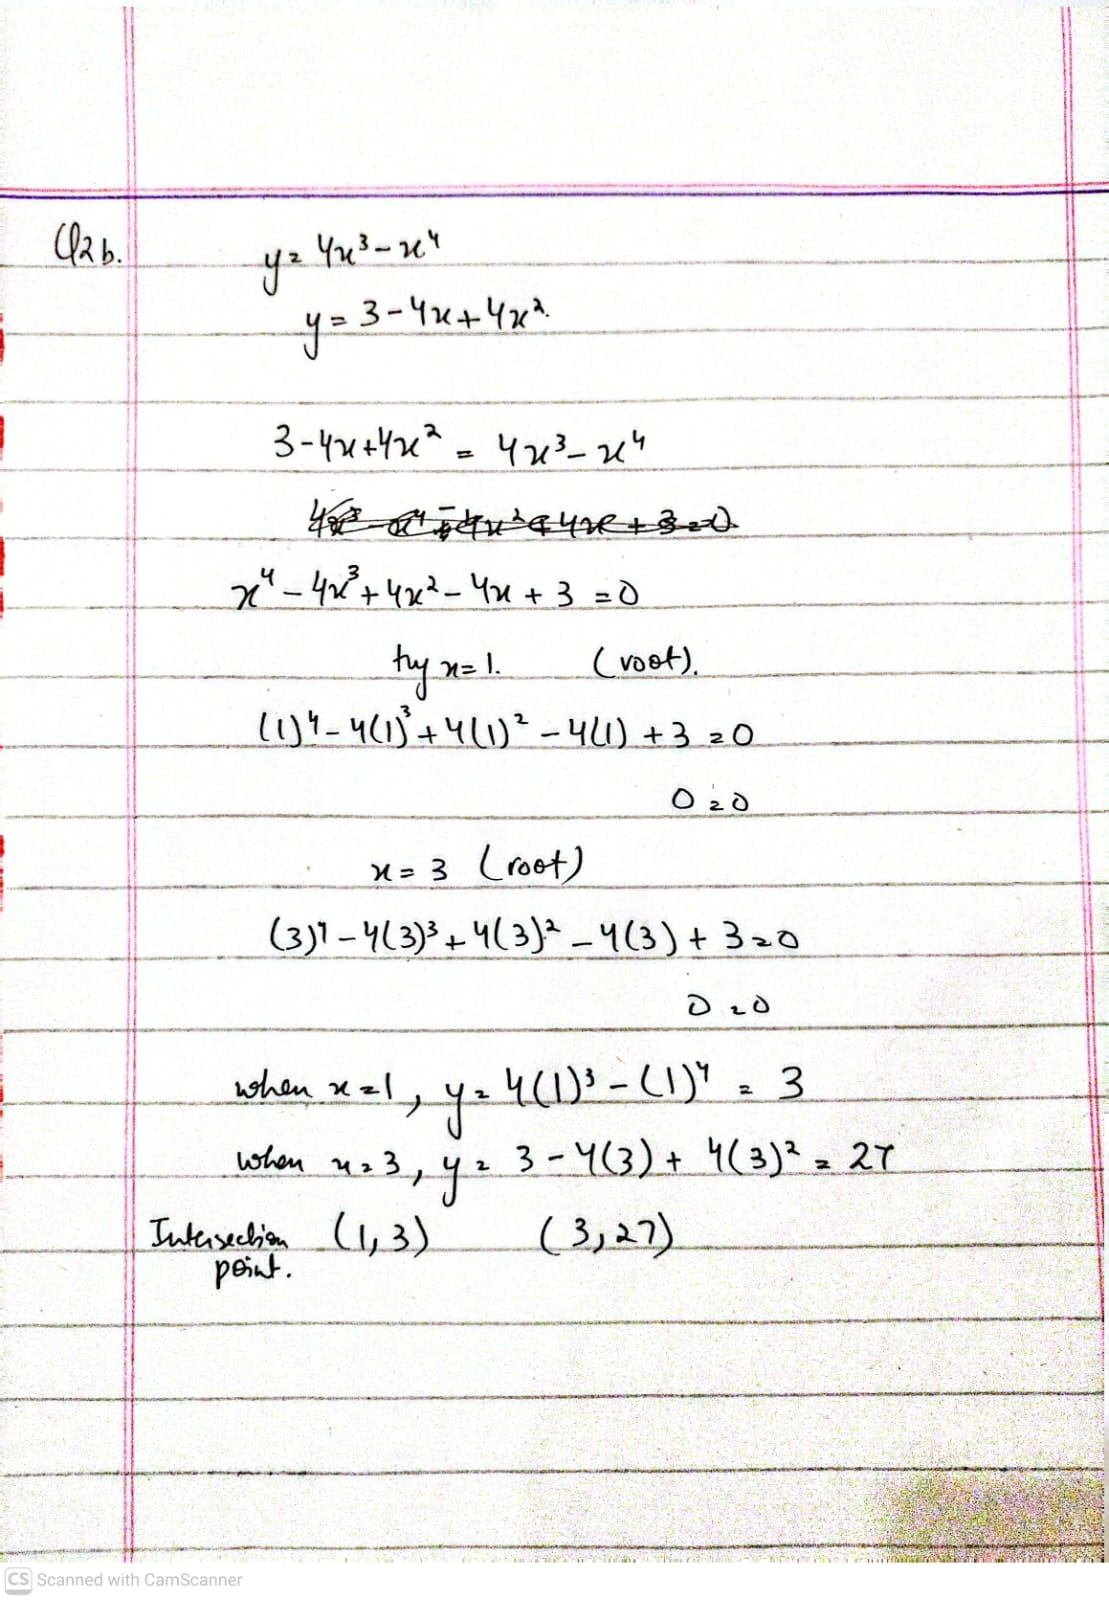 Q2b. y = 4x³ - x⁴
y = 3 - 4x + 4x².
3 - 4x + 4x² = 4x³ - x⁴
x⁴ - 4x³ + 4x² - 4x + 3 = 0
try x = 1. (root).
(1)⁴ - 4(1)³ + 4(1)² - 4(1) + 3 = 0
0 = 0
x = 3 (root)
(3)⁴ - 4(3)³ + 4(3)² - 4(3) + 3 = 0
0 = 0
when x = 1, y = 4(1)³ - (1)⁴ = 3
when x = 3, y = 3 - 4(3) + 4(3)² = 27
Intersection (1, 3) (3, 27)
point.
CS Scanned with CamScanner